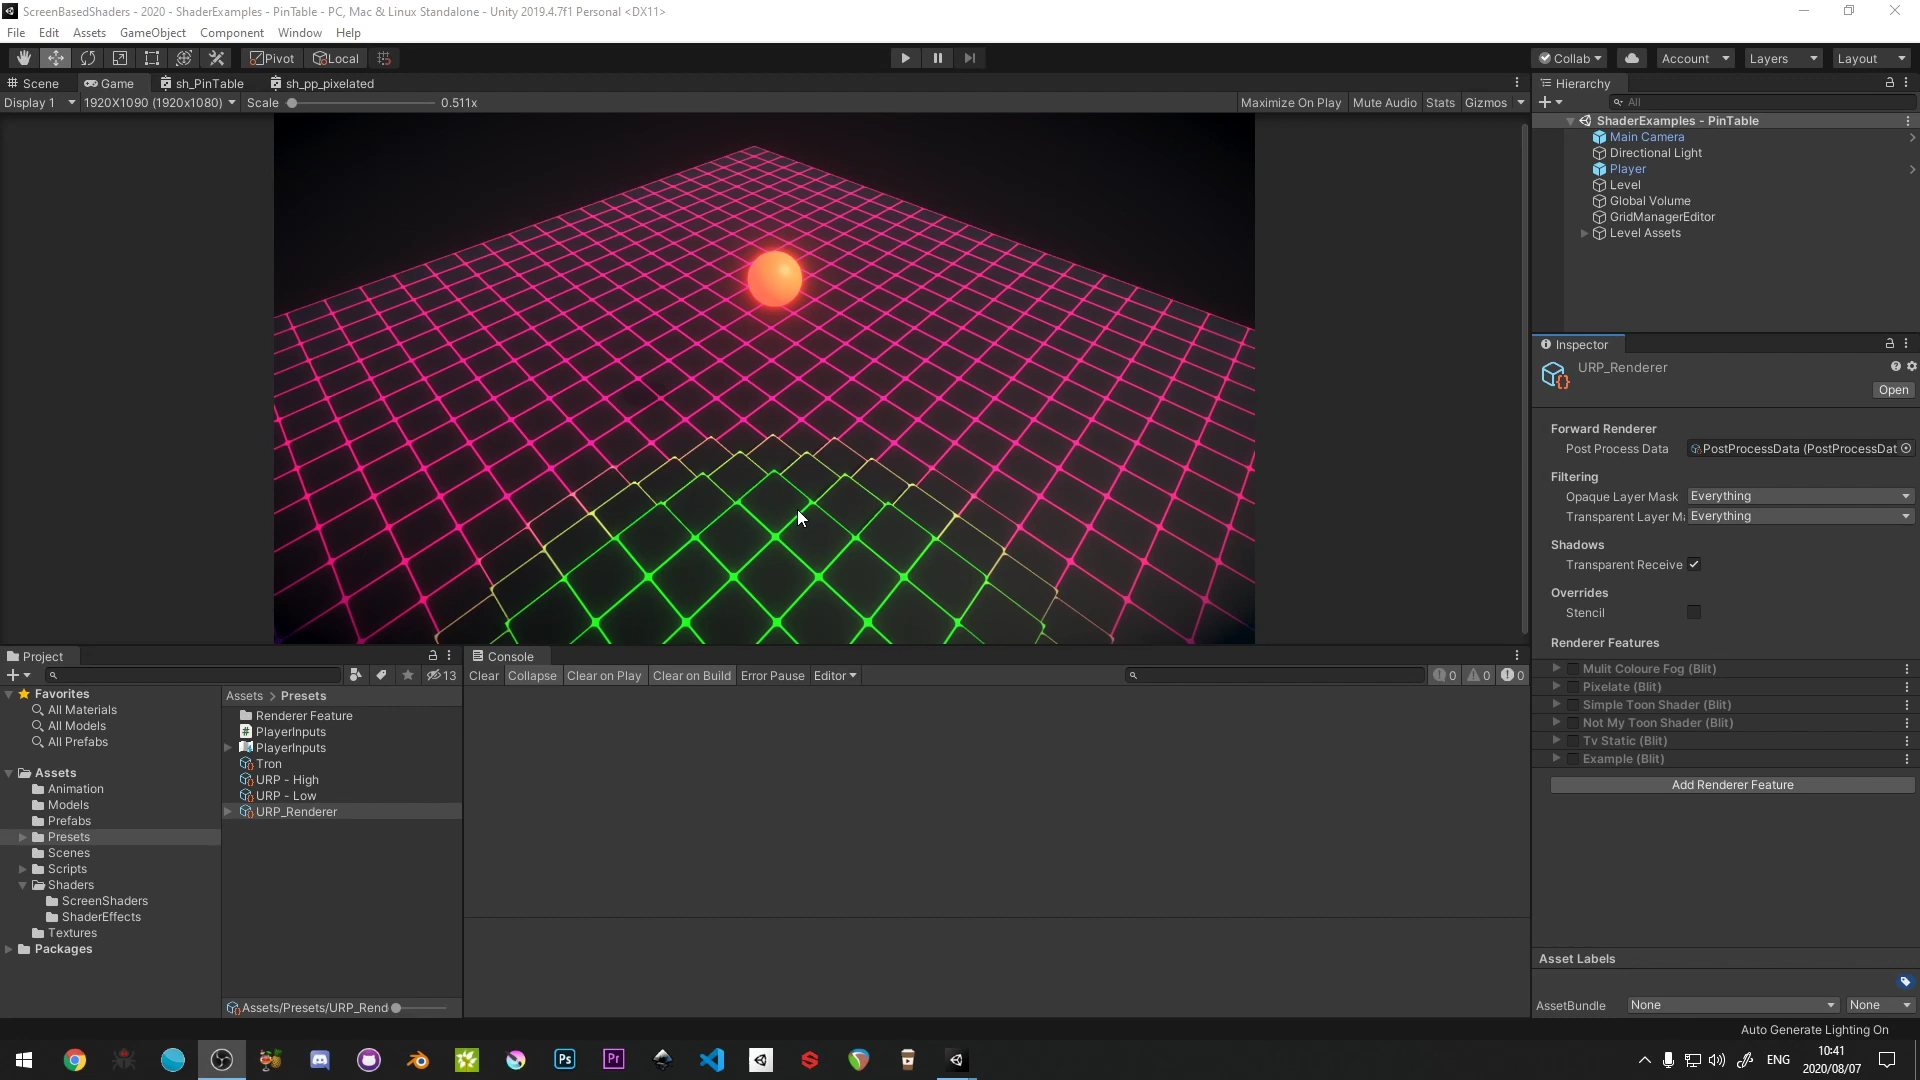 ScreenBasedShaders - 2020 - ShaderExamples - PinTable - PC, Mac & Linux Standalone - Unity 2019.4.7f1 Personal <DX11>
File Edit Assets GameObject Component Window Help
Pivot Local Collab Account Layers Layout
Scene Game sh_PinTable sh_pp_pixelated
Display 1 1920X1090 (1920x1080) Scale 0.511x Maximize On Play Mute Audio Stats Gizmos
Hierarchy
All
ShaderExamples - PinTable
Main Camera
Directional Light
Player
Level
Global Volume
GridManagerEditor
Level Assets
Inspector
URP_Renderer
Open
Forward Renderer
Post Process Data PostProcessData (PostProcessDat
Filtering
Opaque Layer Mask Everything
Transparent Layer M Everything
Shadows
Transparent Receive
Overrides
Stencil
Renderer Features
Mulit Coloure Fog (Blit)
Pixelate (Blit)
Simple Toon Shader (Blit)
Not My Toon Shader (Blit)
Tv Static (Blit)
Example (Blit)
Add Renderer Feature
Asset Labels
AssetBundle None None
Auto Generate Lighting On
Project
13
Favorites
All Materials
All Models
All Prefabs
Assets
Animation
Models
Prefabs
Presets
Scenes
Scripts
Shaders
ScreenShaders
ShaderEffects
Textures
Packages
Assets > Presets
Renderer Feature
PlayerInputs
PlayerInputs
Tron
URP - High
URP - Low
URP_Renderer
Assets/Presets/URP_Rend
Console
Clear Collapse Clear on Play Clear on Build Error Pause Editor 0 0 0
Ps Pr ENG 10:41
2020/08/07